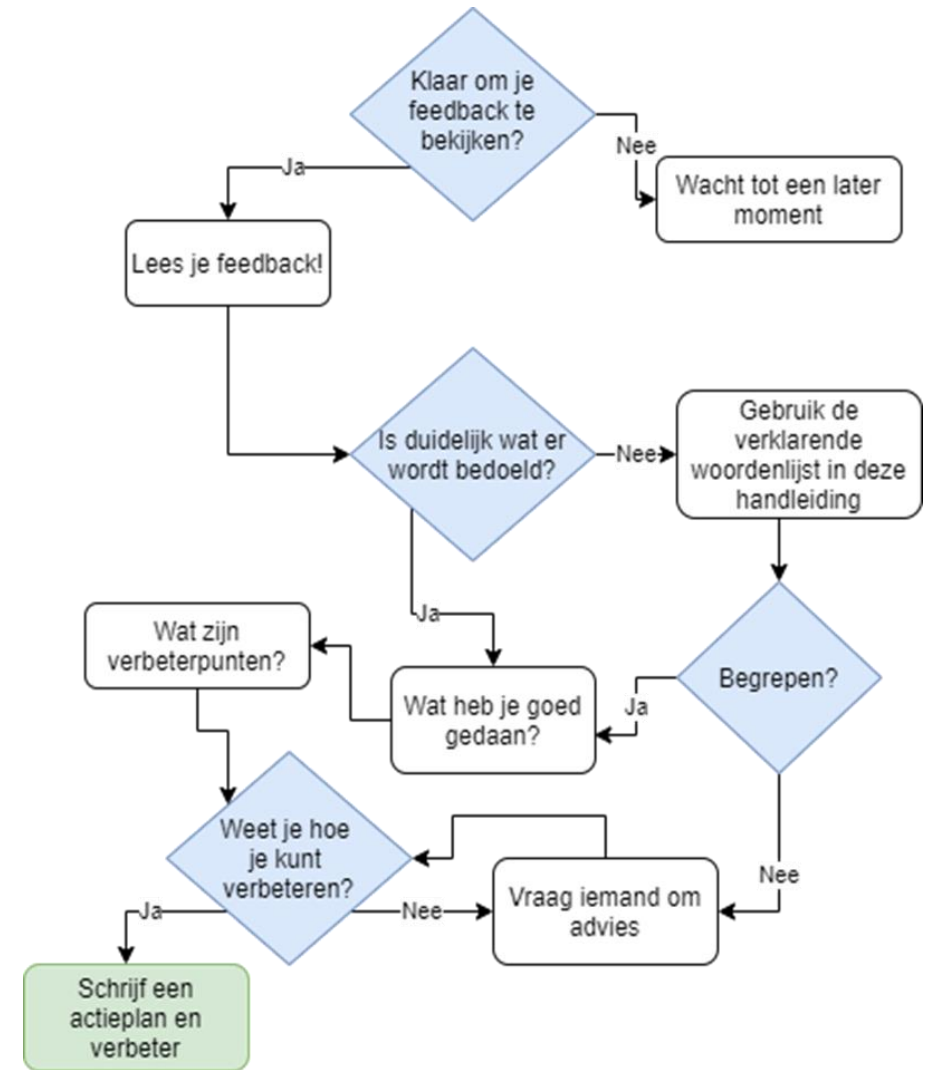 Klaar om je
feedback te
bekijken?
Nee
Ja
Wacht tot een later
moment
Lees je feedback!
Is duidelijk wat er
wordt bedoeld?
Nee
Gebruik de
verklarende
woordenlijst in deze
handleiding
Ja
Wat zijn
verbeterpunten?
Wat heb je goed
gedaan?
Ja
Begrepen?
Weet je hoe
je kunt
verbeteren?
Nee
Ja
Nee
Vraag iemand om
advies
Schrijf een
actieplan en
verbeter